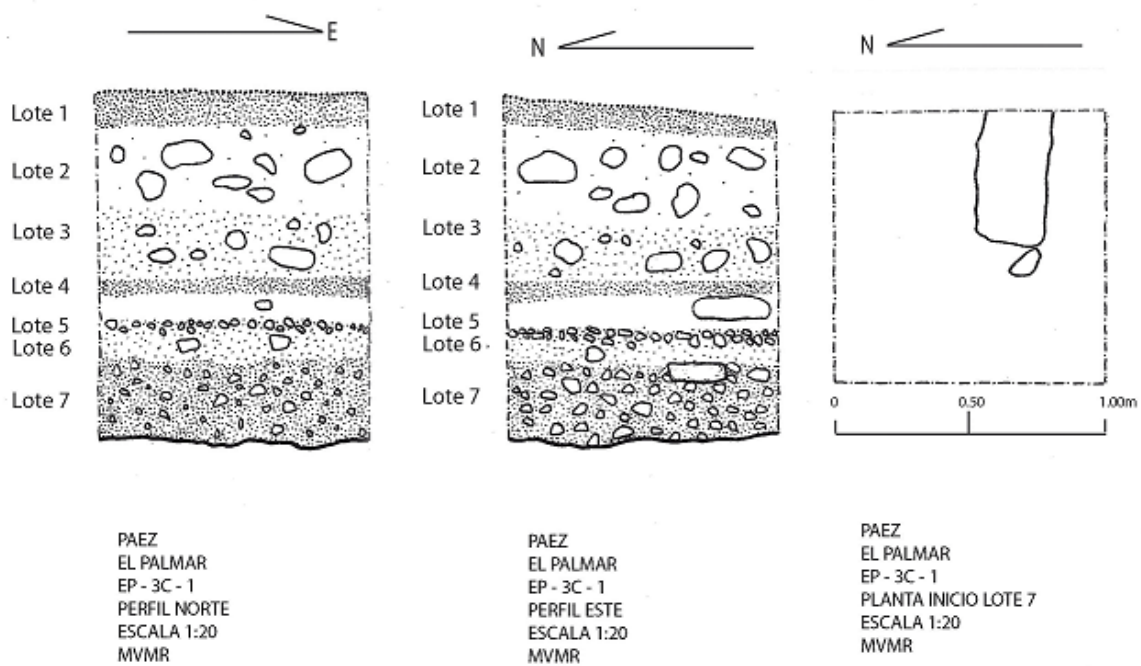 E
Lote 1
Lote 2
Lote 3
Lote 4
Lote 5
Lote 6
Lote 7
PAEZ
EL PALMAR
EP - 3C - 1
PERFIL NORTE
ESCALA 1:20
MVMR
N
Lote 1
Lote 2
Lote 3
Lote 4
Lote 5
Lote 6
Lote 7
PAEZ
EL PALMAR
EP - 3C - 1
PERFIL ESTE
ESCALA 1:20
MVMR
N
0 0.50 1.00m
PAEZ
EL PALMAR
EP - 3C - 1
PLANTA INICIO LOTE 7
ESCALA 1:20
MVMR